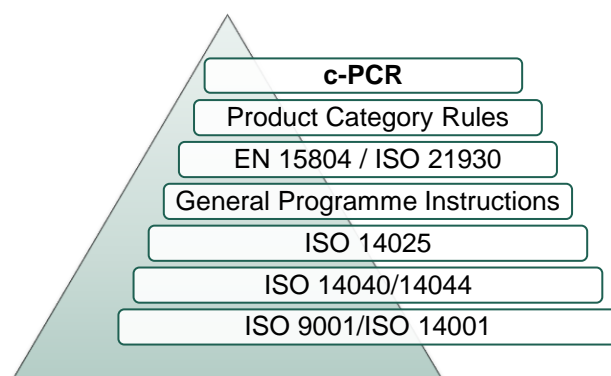 c-PCR
Product Category Rules
EN 15804 / ISO 21930
General Programme Instructions
ISO 14025
ISO 14040/14044
ISO 9001/ISO 14001